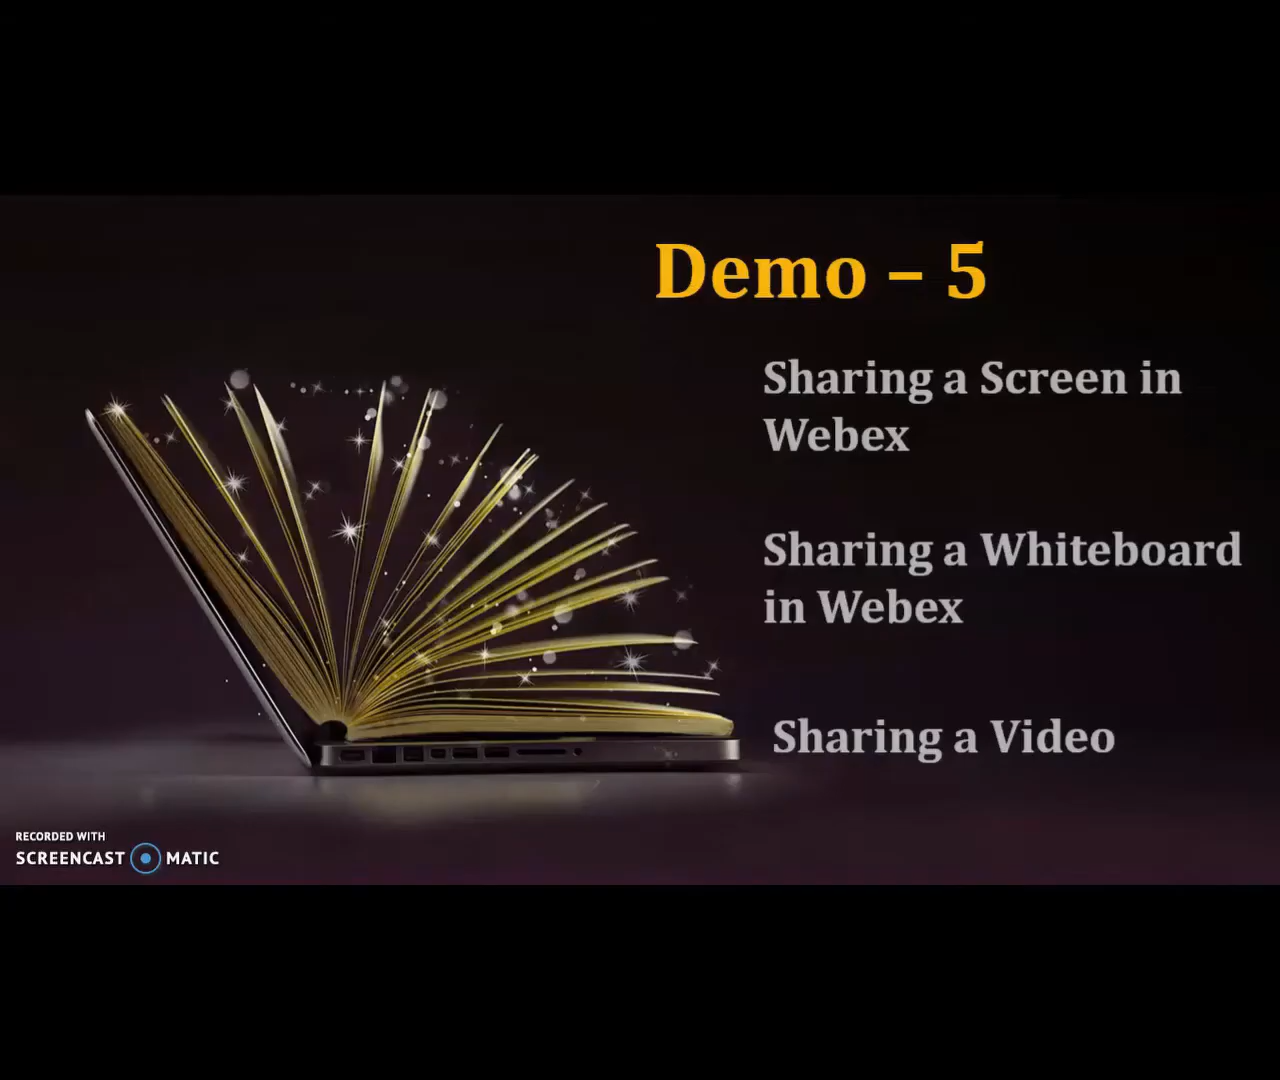 Demo – 5
Sharing a Screen in
Webex
Sharing a Whiteboard
in Webex
Sharing a Video
RECORDED WITH
SCREENCAST MATIC